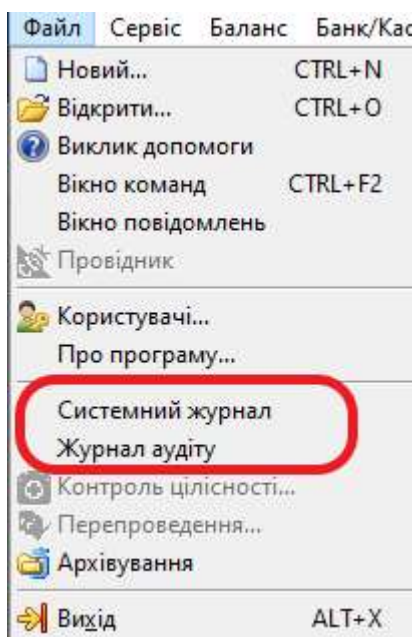 Файл Сервіс Баланс Банк/Кас
Новий... CTRL+N
Відкрити... CTRL+O
Виклик допомоги
Вікно команд CTRL+F2
Вікно повідомлень
Провідник
Користувачі...
Про програму...
Системний журнал
Журнал аудіту
Контроль цілісності...
Перепроведення...
Архівування
Вихід ALT+X